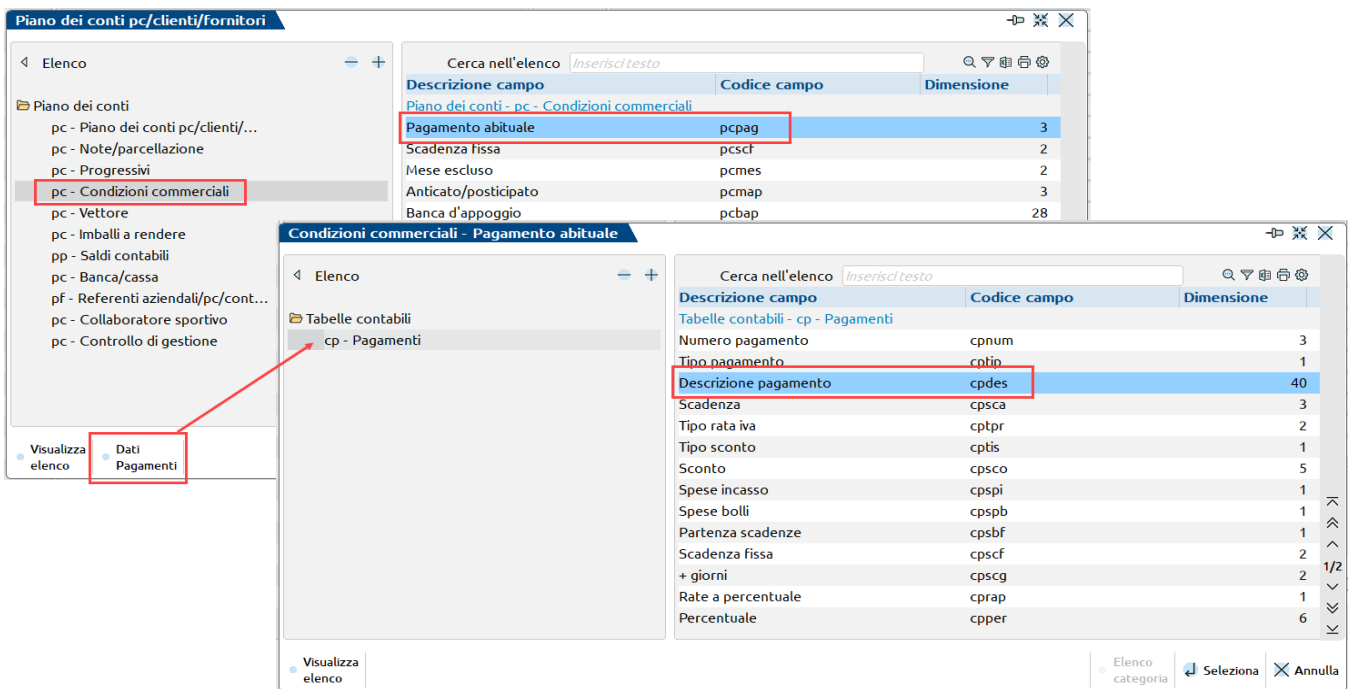 Piano dei conti pc/clienti/fornitori
Elenco
Piano dei conti
pc - Piano dei conti pc/clienti/...
pc - Note/parcellazione
pc - Progressivi
pc - Condizioni commerciali
pc - Vettore
pc - Imballi a rendere
pp - Saldi contabili
pc - Banca/cassa
pf - Referenti aziendali/pc/cont...
pc - Collaboratore sportivo
pc - Controllo di gestione
Visualizza elenco
Dati Pagamenti
Cerca nell'elenco Inserisci testo
Descrizione campo Codice campo Dimensione
Piano dei conti - pc - Condizioni commerciali
Pagamento abituale pcpag 3
Scadenza fissa pcscf 2
Mese escluso pcmes 2
Anticato/posticipato pcmap 3
Banca d'appoggio pcbap 28
Condizioni commerciali - Pagamento abituale
Elenco
Tabelle contabili
cp - Pagamenti
Cerca nell'elenco Inserisci testo
Descrizione campo Codice campo Dimensione
Tabelle contabili - cp - Pagamenti
Numero pagamento cpnum 3
Tipo pagamento cptip 1
Descrizione pagamento cpdes 40
Scadenza cpsca 3
Tipo rata iva cptpr 2
Tipo sconto cptis 1
Sconto cpsco 5
Spese incasso cpspi 1
Spese bolli cpspb 1
Partenza scadenze cpsbf 1
Scadenza fissa cpscf 2
+ giorni cpscg 2
Rate a percentuale cprap 1
Percentuale cpper 6
1/2
Visualizza elenco
Elenco categoria
Seleziona
Annulla